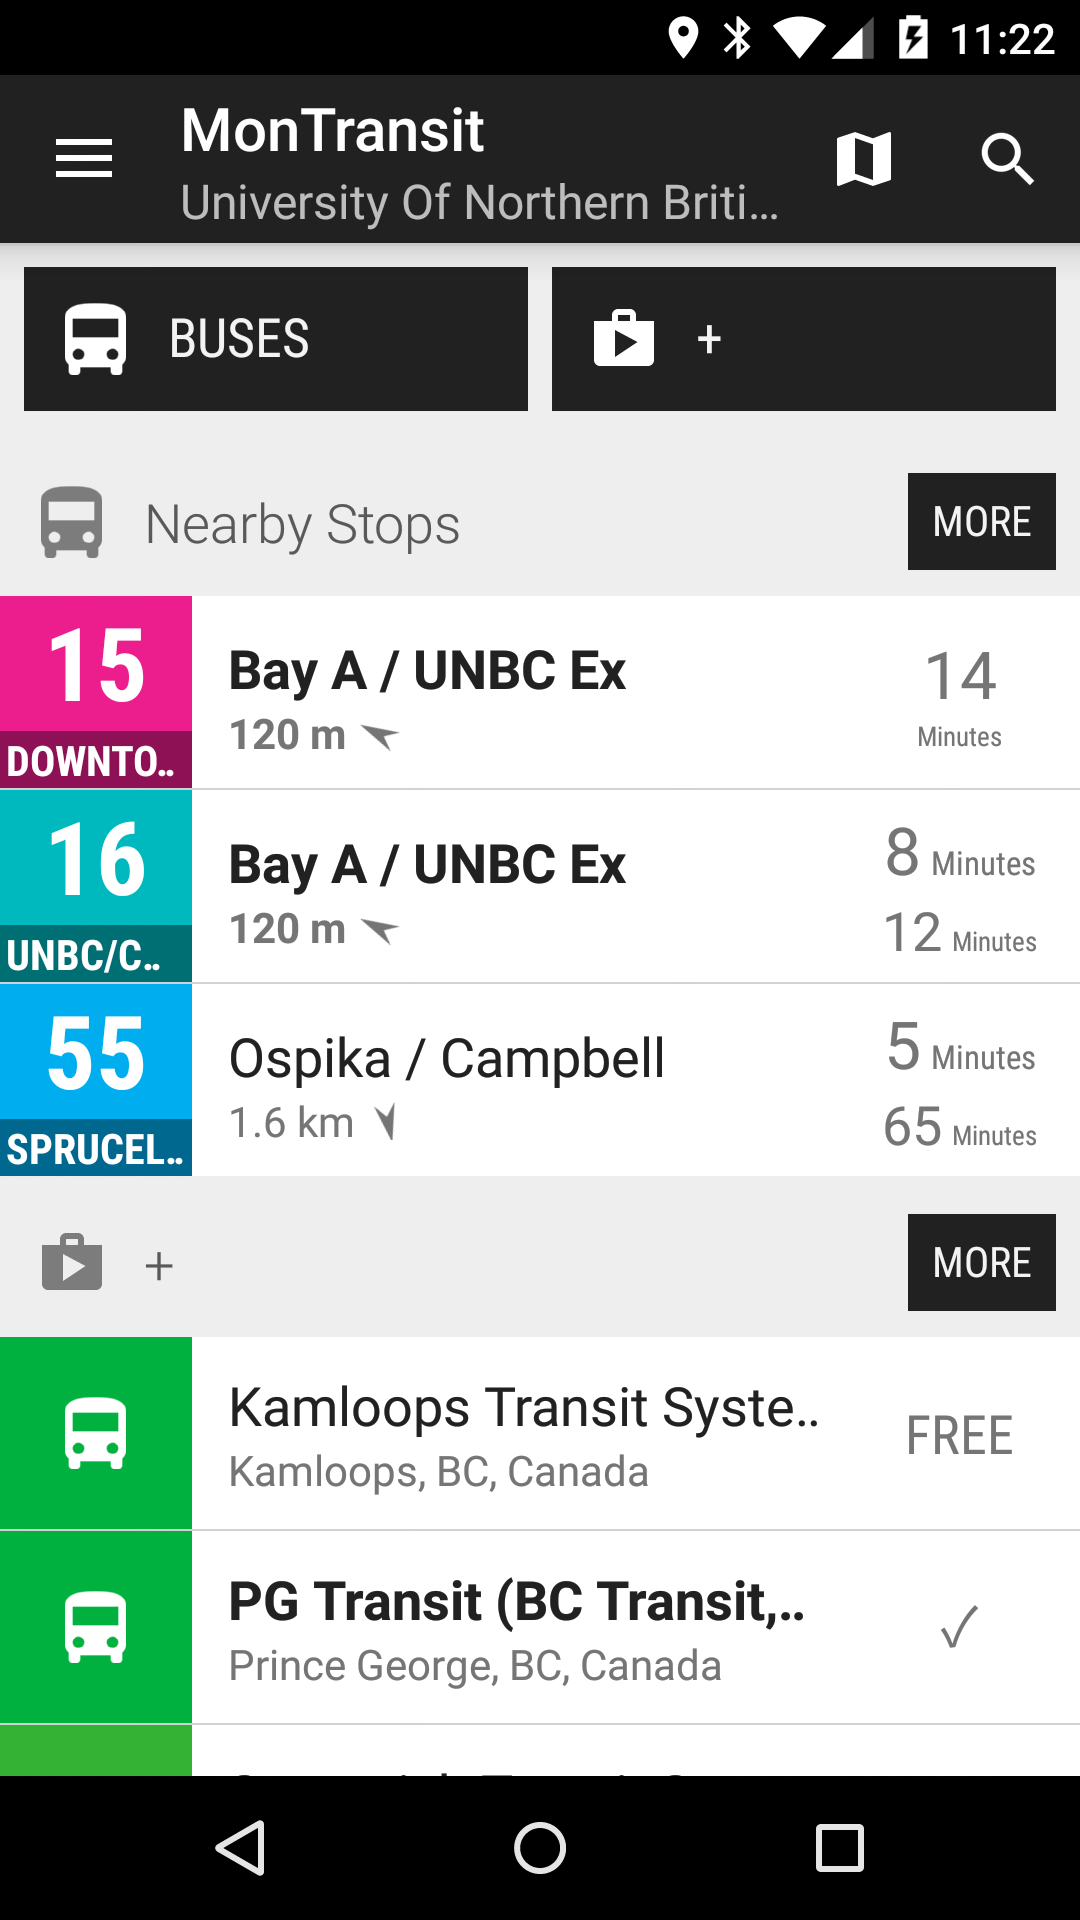 11:22
MonTransit
University Of Northern Briti...
BUSES
+
Nearby Stops
MORE
15
DOWNTO..
Bay A / UNBC Ex
120 m
14
Minutes
16
UNBC/C..
Bay A / UNBC Ex
120 m
8 Minutes
12 Minutes
55
SPRUCEL..
Ospika / Campbell
1.6 km
5 Minutes
65 Minutes
+
MORE
Kamloops Transit Syste..
Kamloops, BC, Canada
FREE
PG Transit (BC Transit,..
Prince George, BC, Canada
✓